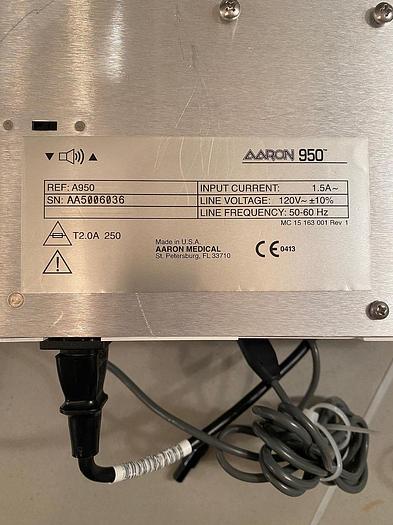 AARON 950™
REF: A950
SN: AA5006036
INPUT CURRENT: 1.5A~
LINE VOLTAGE: 120V~ ±10%
LINE FREQUENCY: 50-60 Hz
MC 15 163 001 Rev 1
T2.0A 250
Made in U.S.A.
AARON MEDICAL
St. Petersburg, FL 33710
CE 0413